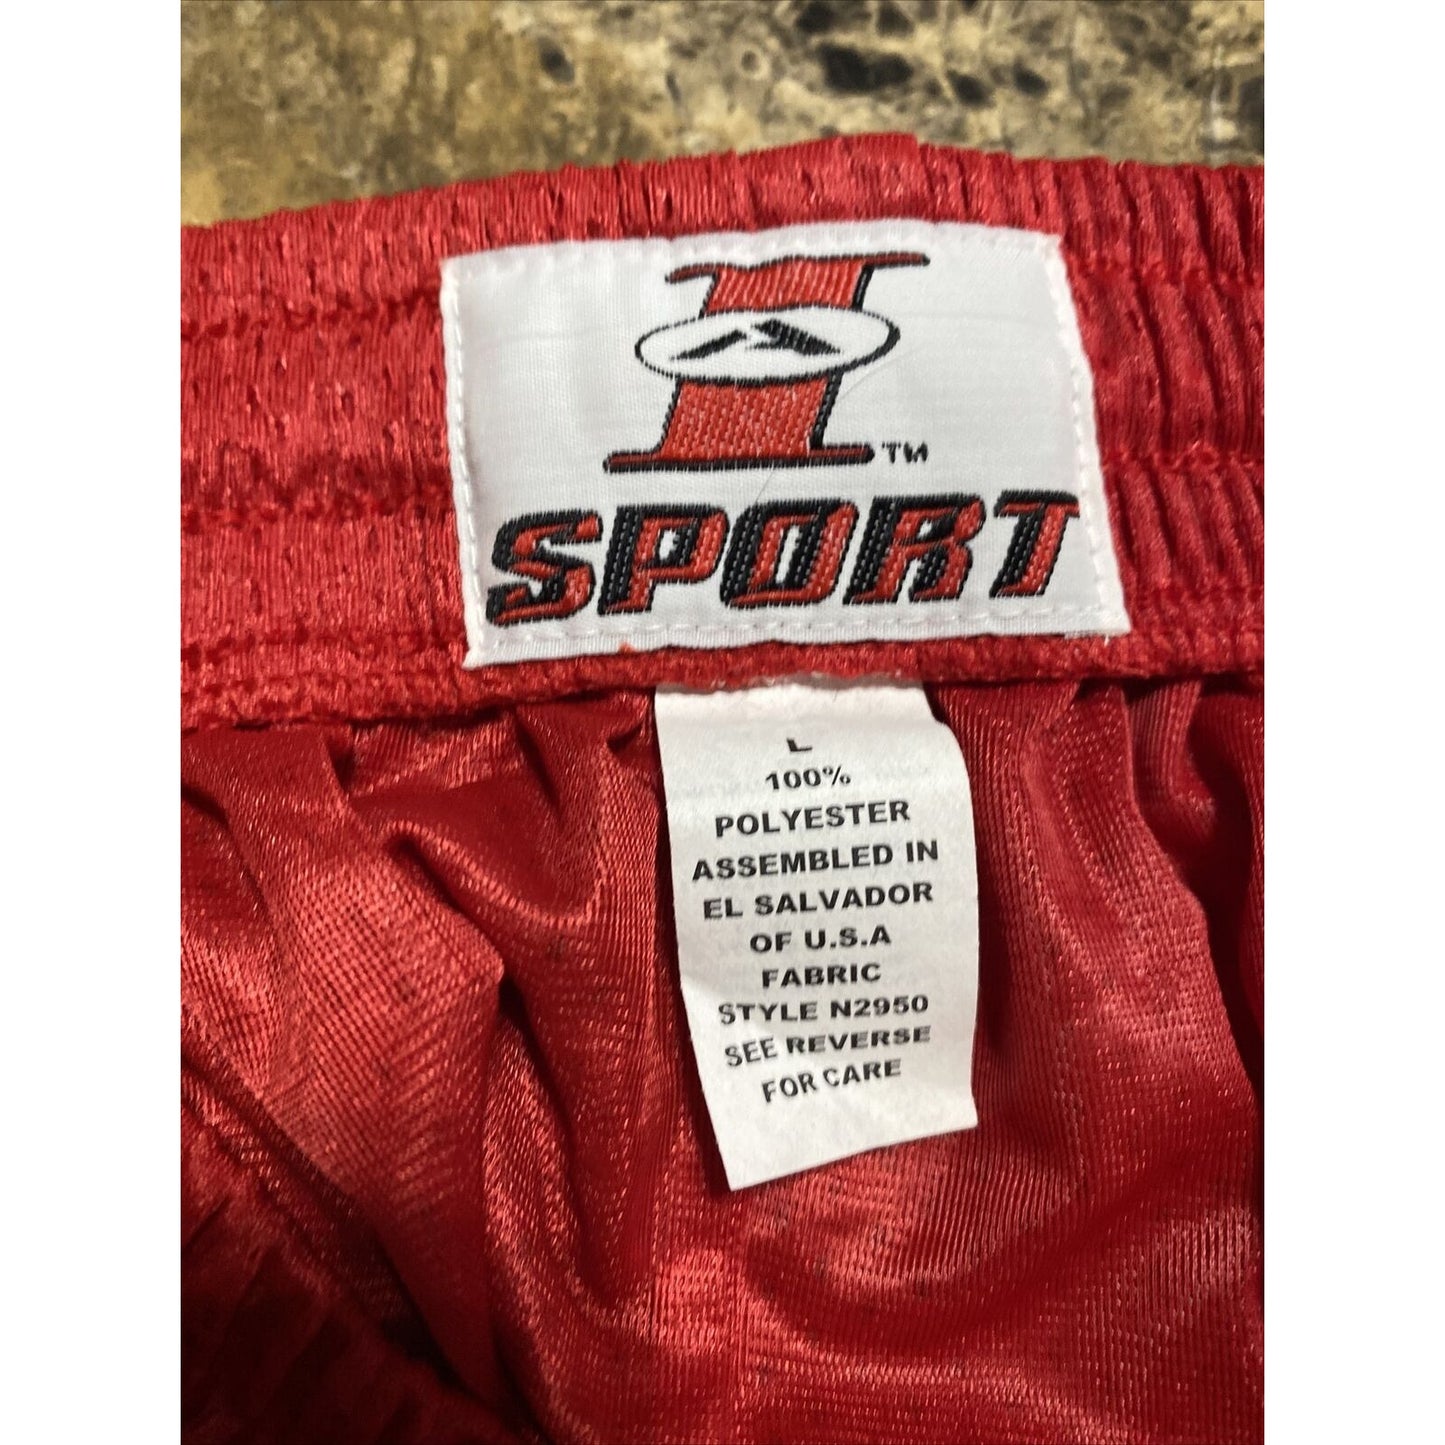 I
TM
SPORT
L
100%
POLYESTER
ASSEMBLED IN
EL SALVADOR
OF U.S.A
FABRIC
STYLE N2950
SEE REVERSE
FOR CARE